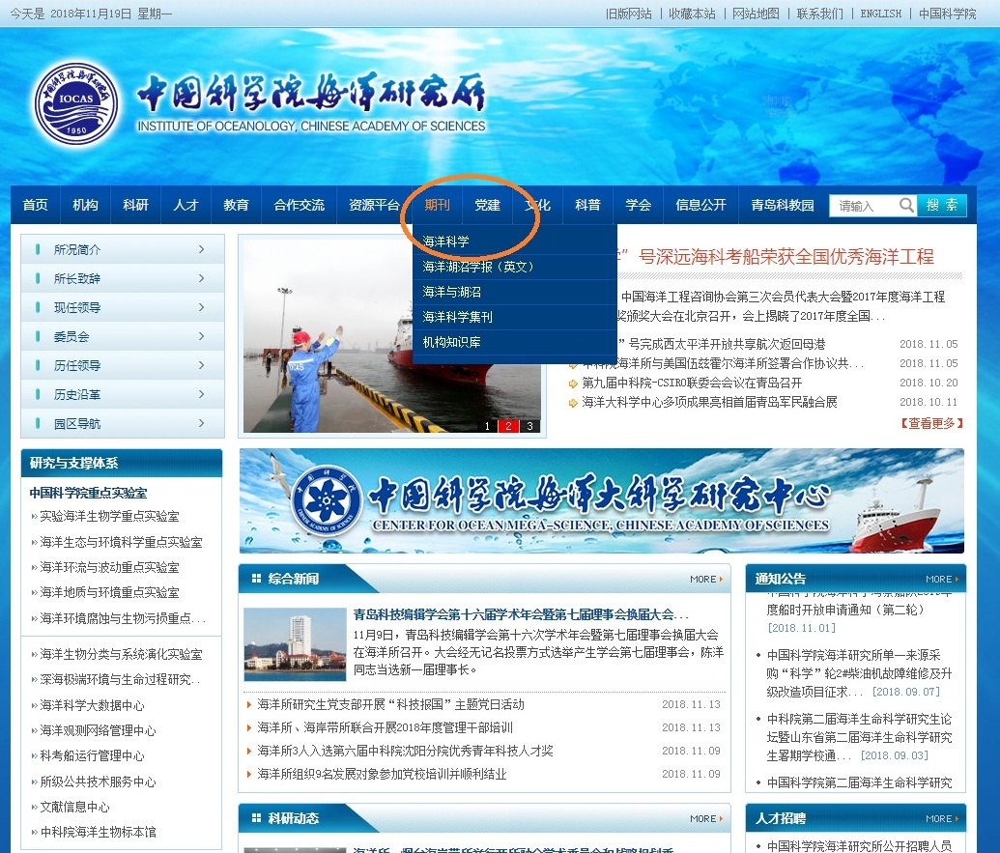 今天是 2018年11月19日 星期一
旧版网站 | 收藏本站 | 网站地图 | 联系我们 | ENGLISH | 中国科学院
IOCAS
1950
中国科学院海洋研究所
INSTITUTE OF OCEANOLOGY, CHINESE ACADEMY OF SCIENCES
首页 机构 科研 人才 教育 合作交流 资源平台 期刊 党建 文化 科普 学会 信息公开 青岛科教园 请输入 搜 索
海洋科学
海洋湖沼学报（英文）
海洋与湖沼
海洋科学集刊
机构知识库
所况简介
所长致辞
现任领导
委员会
历任领导
历史沿革
园区导航
IOCAS
1 2 3
”号深远海科考船荣获全国优秀海洋工程
中国海洋工程咨询协会第三次会员代表大会暨2017年度海洋工程
奖颁奖大会在北京召开，会上揭晓了2017年度全国...
”号完成西太平洋开放共享航次返回母港 2018.11.05
中科院海洋所与美国伍兹霍尔海洋所签署合作协议共... 2018.11.05
第九届中科院-CSIRO联委会会议在青岛召开 2018.10.20
海洋大科学中心多项成果亮相首届青岛军民融合展 2018.10.11
【查看更多】
研究与支撑体系
中国科学院重点实验室
实验海洋生物学重点实验室
海洋生态与环境科学重点实验室
海洋环流与波动重点实验室
海洋地质与环境重点实验室
海洋环境腐蚀与生物污损重点...
海洋生物分类与系统演化实验室
深海极端环境与生命过程研究..
海洋科学大数据中心
海洋观测网络管理中心
科考船运行管理中心
所级公共技术服务中心
文献信息中心
中科院海洋生物标本馆
中国科学院海洋大科学研究中心
CENTER FOR OCEAN MEGA-SCIENCE, CHINESE ACADEMY OF SCIENCES
综合新闻 MORE
青岛科技编辑学会第十六届学术年会暨第七届理事会换届大会...
11月9日，青岛科技编辑学会第十六次学术年会暨第七届理事会换届大会
在海洋所召开。大会经无记名投票方式选举产生学会第七届理事会，陈洋
同志当选新一届理事长。
海洋所研究生党支部开展“科技报国”主题党日活动 2018.11.13
海洋所、海岸带所联合开展2018年度管理干部培训 2018.11.13
海洋所3人入选第六届中科院沈阳分院优秀青年科技人才奖 2018.11.09
海洋所组织9名发展对象参加党校培训并顺利结业 2018.11.09
科研动态 MORE
通知公告 MORE
度船时开放申请通知（第二轮）
[2018.11.01]
中国科学院海洋研究所单一来源采
购“科学”轮2#柴油机故障维修及升
级改造项目征求... [2018.09.07]
中科院第二届海洋生命科学研究生论
坛暨山东省第二届海洋生命科学研究
生暑期学校通... [2018.09.03]
中国科学院第二届海洋生命科学研究
人才招聘 MORE
中国科学院海洋研究所公开招聘人员